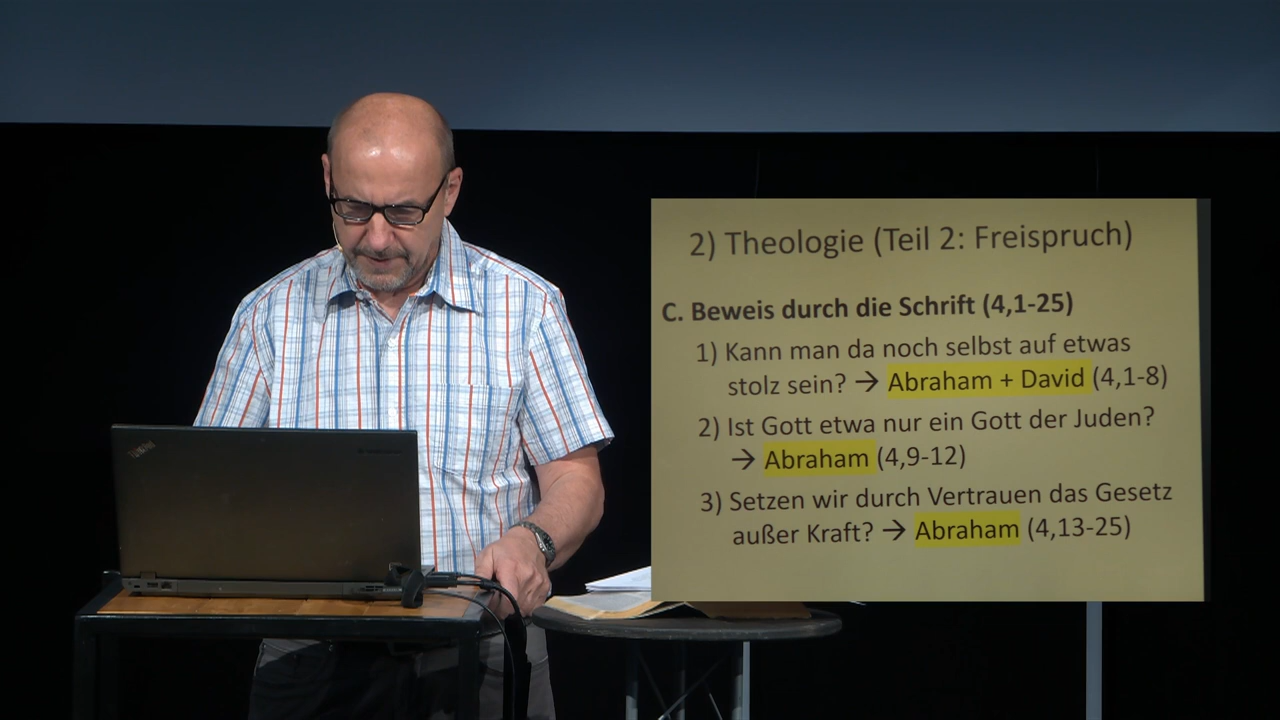 2) Theologie (Teil 2: Freispruch)
C. Beweis durch die Schrift (4,1-25)
1) Kann man da noch selbst auf etwas
stolz sein? → Abraham + David (4,1-8)
2) Ist Gott etwa nur ein Gott der Juden?
→ Abraham (4,9-12)
3) Setzen wir durch Vertrauen das Gesetz
außer Kraft? → Abraham (4,13-25)
ThinkPad